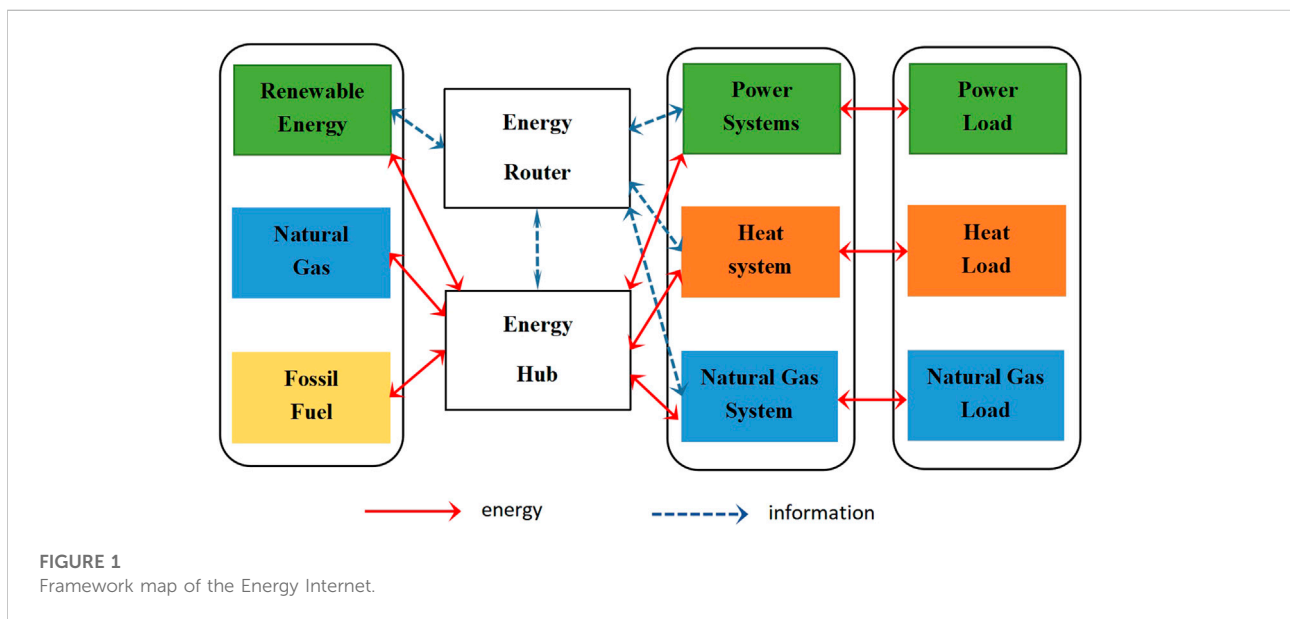 Renewable
Energy
Natural
Gas
Fossil
Fuel
Energy
Router
Energy
Hub
Power
Systems
Heat
system
Natural Gas
System
Power
Load
Heat
Load
Natural Gas
Load
energy
information
FIGURE 1
Framework map of the Energy Internet.